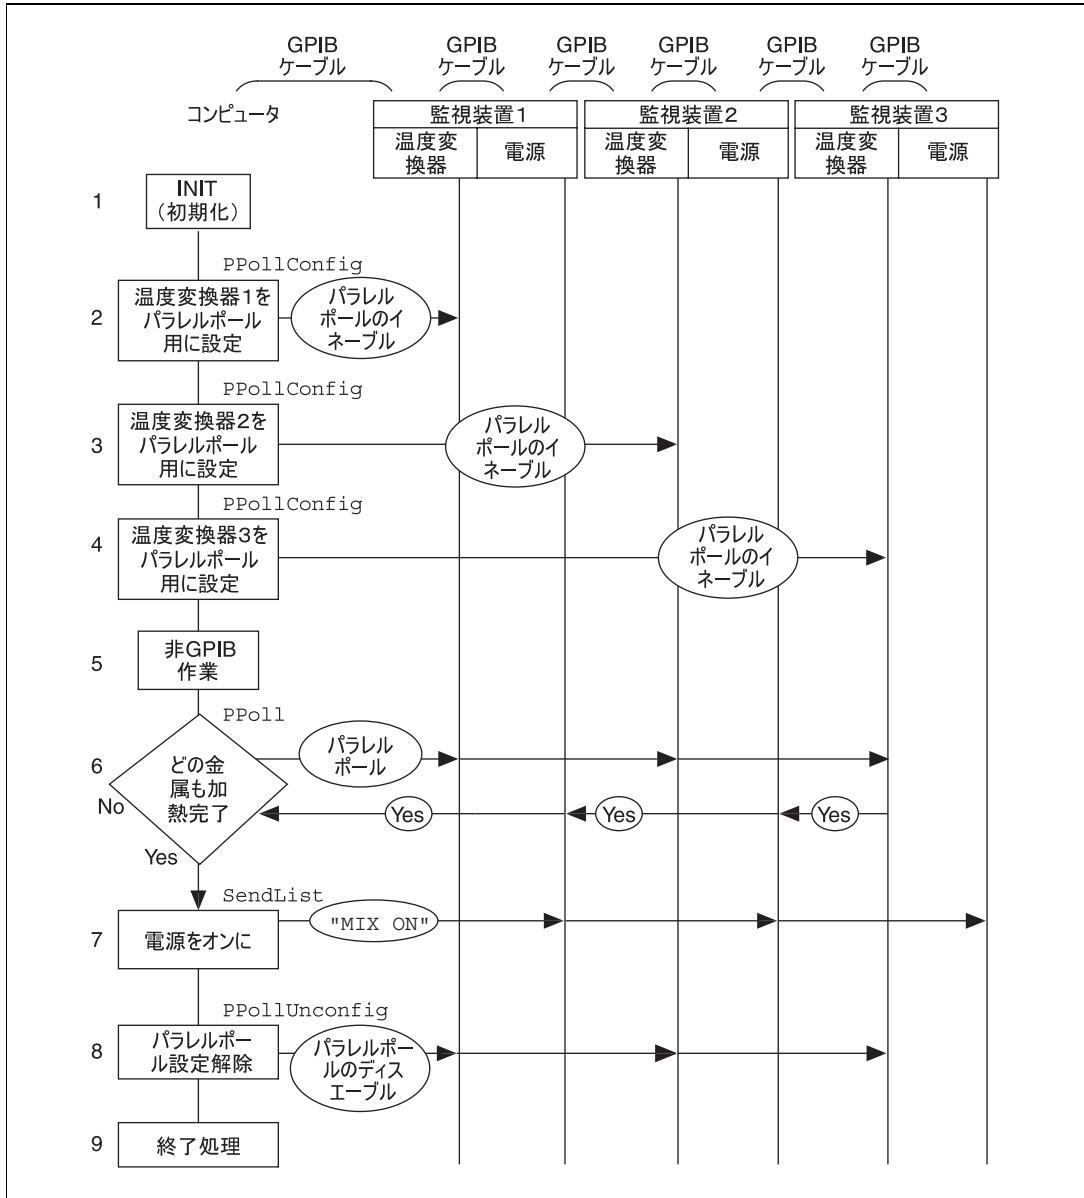 GPIB
ケーブル
GPIB
ケーブル
GPIB
ケーブル
GPIB
ケーブル
GPIB
ケーブル
GPIB
ケーブル
コンピュータ
監視装置1
監視装置2
監視装置3
温度変
換器
電源
温度変
換器
電源
温度変
換器
電源
1
INIT
（初期化）
PPollConfig
2
温度変換器1を
パラレルポール
用に設定
パラレル
ポールのイ
ネーブル
PPollConfig
3
温度変換器2を
パラレルポール
用に設定
パラレル
ポールのイ
ネーブル
PPollConfig
4
温度変換器3を
パラレルポール
用に設定
パラレル
ポールのイ
ネーブル
5
非GPIB
作業
PPoll
6
どの金
属も加
熱完了
パラレル
ポール
No
Yes
Yes
Yes
Yes
SendList
7
電源をオンに
"MIX ON"
PPollUnconfig
8
パラレルポー
ル設定解除
パラレルポー
ルのディス
エーブル
9
終了処理